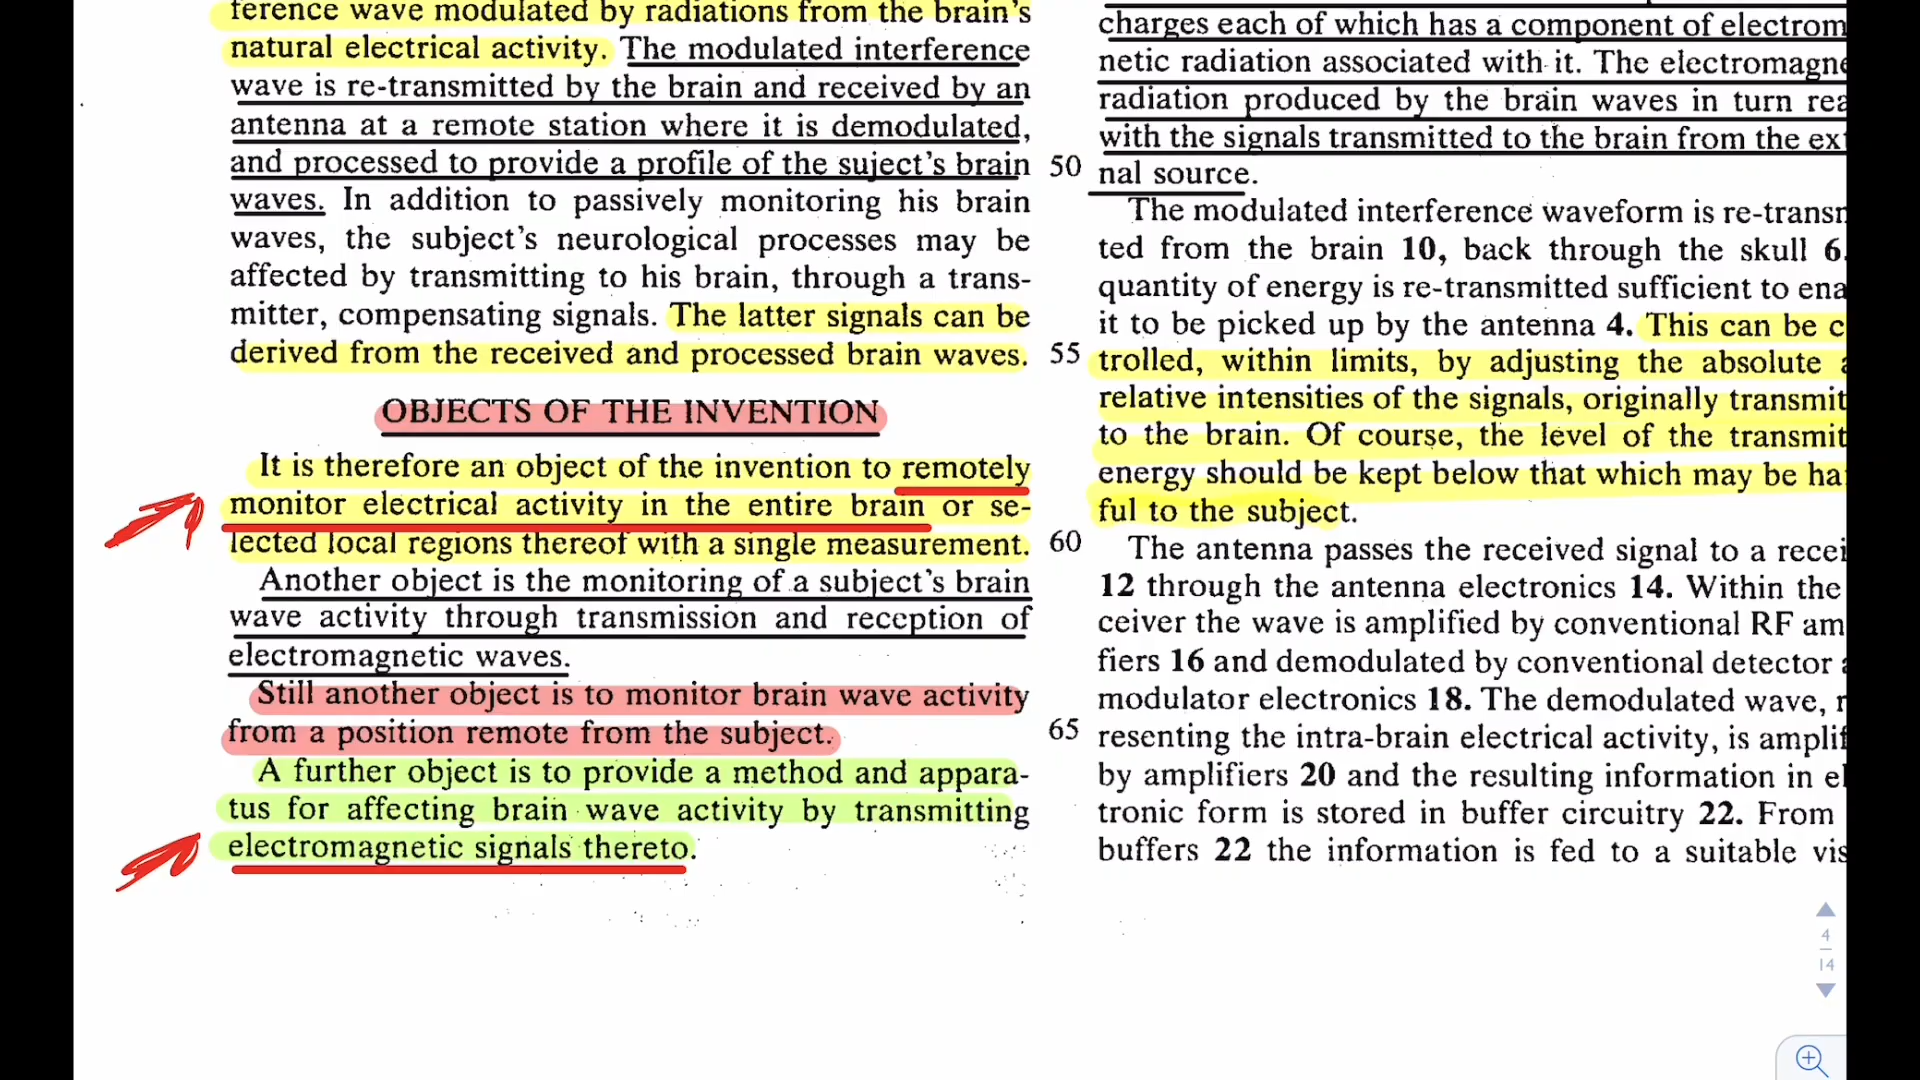 ference wave modulated by radiations from the brain's
natural electrical activity. The modulated interference
wave is re-transmitted by the brain and received by an
antenna at a remote station where it is demodulated,
and processed to provide a profile of the suject's brain
waves. In addition to passively monitoring his brain
waves, the subject's neurological processes may be
affected by transmitting to his brain, through a trans-
mitter, compensating signals. The latter signals can be
derived from the received and processed brain waves.
OBJECTS OF THE INVENTION
It is therefore an object of the invention to remotely
monitor electrical activity in the entire brain or se-
lected local regions thereof with a single measurement.
Another object is the monitoring of a subject's brain
wave activity through transmission and reception of
electromagnetic waves.
Still another object is to monitor brain wave activity
from a position remote from the subject.
A further object is to provide a method and appara-
tus for affecting brain wave activity by transmitting
electromagnetic signals thereto.
50
55
60
65
charges each of which has a component of electrom
netic radiation associated with it. The electromagne
radiation produced by the brain waves in turn rea
with the signals transmitted to the brain from the ext
nal source.
The modulated interference waveform is re-transm
ted from the brain 10, back through the skull 6.
quantity of energy is re-transmitted sufficient to ena
it to be picked up by the antenna 4. This can be c
trolled, within limits, by adjusting the absolute a
relative intensities of the signals, originally transmit
to the brain. Of course, the level of the transmit
energy should be kept below that which may be ha
ful to the subject.
The antenna passes the received signal to a recei
12 through the antenna electronics 14. Within the
ceiver the wave is amplified by conventional RF am
fiers 16 and demodulated by conventional detector a
modulator electronics 18. The demodulated wave, r
resenting the intra-brain electrical activity, is amplif
by amplifiers 20 and the resulting information in el
tronic form is stored in buffer circuitry 22. From
buffers 22 the information is fed to a suitable vis
4
14